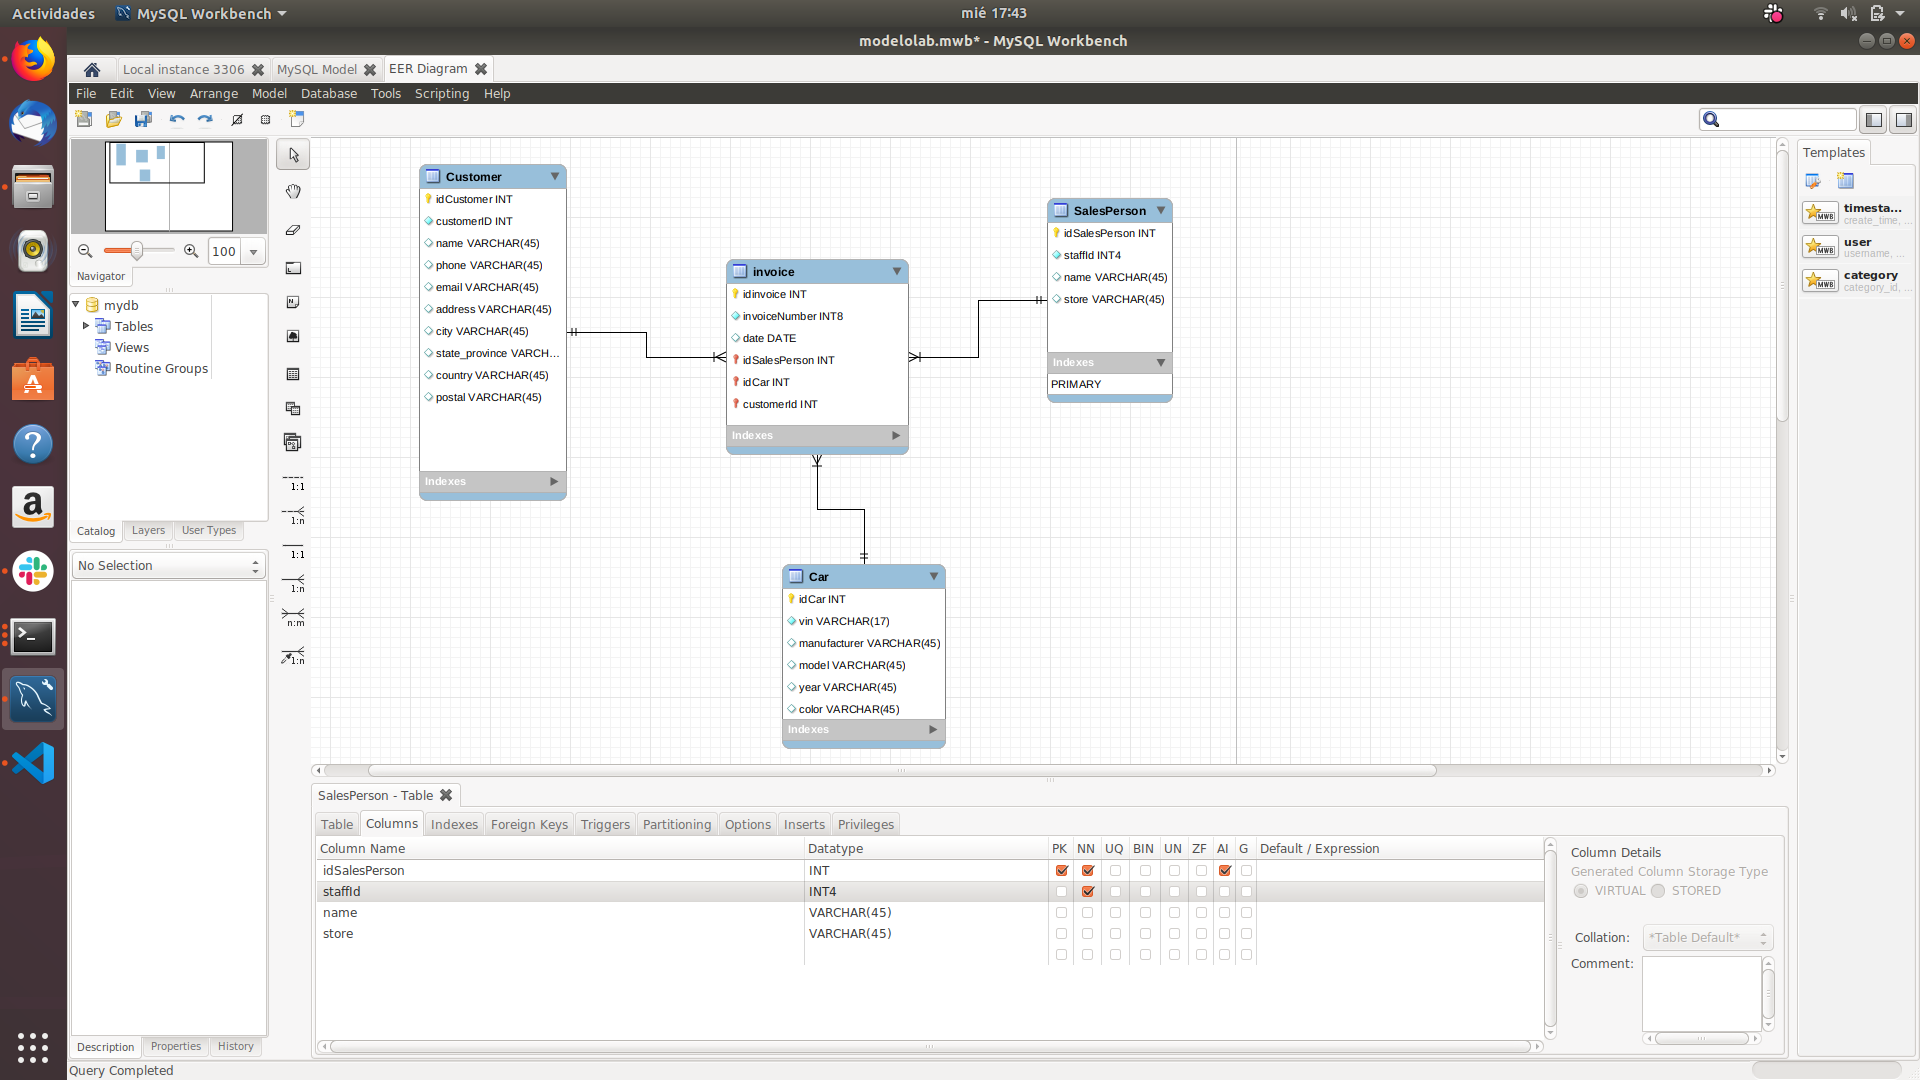 Actividades
MySQL Workbench
mié 17:43
modelolab.mwb* - MySQL Workbench
Local instance 3306
MySQL Model
EER Diagram
File Edit View Arrange Model Database Tools Scripting Help
100
Navigator
mydb
Tables
Views
Routine Groups
Catalog
Layers
User Types
No Selection
Description
Properties
History
1:1
1:n
1:1
1:n
n:m
1:n
Customer
idCustomer INT
customerID INT
name VARCHAR(45)
phone VARCHAR(45)
email VARCHAR(45)
address VARCHAR(45)
city VARCHAR(45)
state_province VARCH...
country VARCHAR(45)
postal VARCHAR(45)
Indexes
invoice
idinvoice INT
invoiceNumber INT8
date DATE
idSalesPerson INT
idCar INT
customerId INT
Indexes
SalesPerson
idSalesPerson INT
staffId INT4
name VARCHAR(45)
store VARCHAR(45)
Indexes
PRIMARY
Car
idCar INT
vin VARCHAR(17)
manufacturer VARCHAR(45)
model VARCHAR(45)
year VARCHAR(45)
color VARCHAR(45)
Indexes
Templates
MWB
timesta...
create_time, ...
MWB
user
username, ...
MWB
category
category_id, ...
SalesPerson - Table
Table Columns Indexes Foreign Keys Triggers Partitioning Options Inserts Privileges
Column Name Datatype PK NN UQ BIN UN ZF AI G Default / Expression
idSalesPerson INT
staffId INT4
name VARCHAR(45)
store VARCHAR(45)
Column Details
Generated Column Storage Type
VIRTUAL STORED
Collation: *Table Default*
Comment:
Query Completed